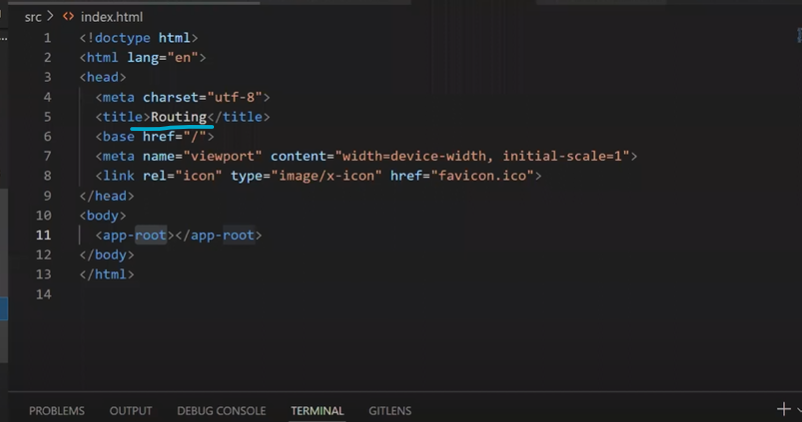 src > index.html
1 <!doctype html>
2 <html lang="en">
3 <head>
4 <meta charset="utf-8">
5 <title>Routing</title>
6 <base href="/">
7 <meta name="viewport" content="width=device-width, initial-scale=1">
8 <link rel="icon" type="image/x-icon" href="favicon.ico">
9 </head>
10 <body>
11 <app-root></app-root>
12 </body>
13 </html>
14
PROBLEMS OUTPUT DEBUG CONSOLE TERMINAL GITLENS